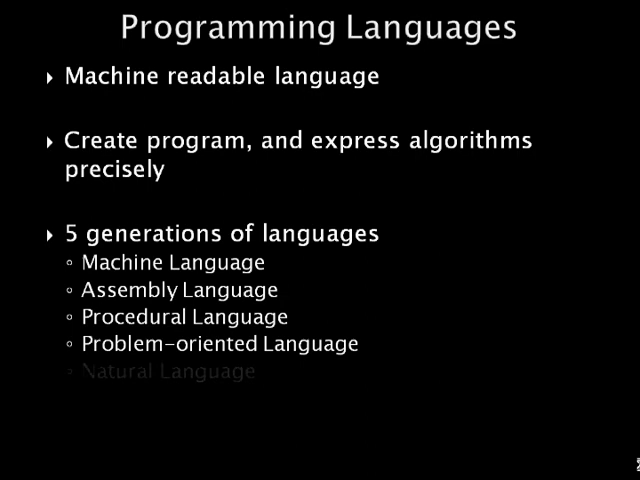 Programming Languages
Machine readable language
Create program, and express algorithms
precisely
5 generations of languages
Machine Language
Assembly Language
Procedural Language
Problem-oriented Language
Natural Language